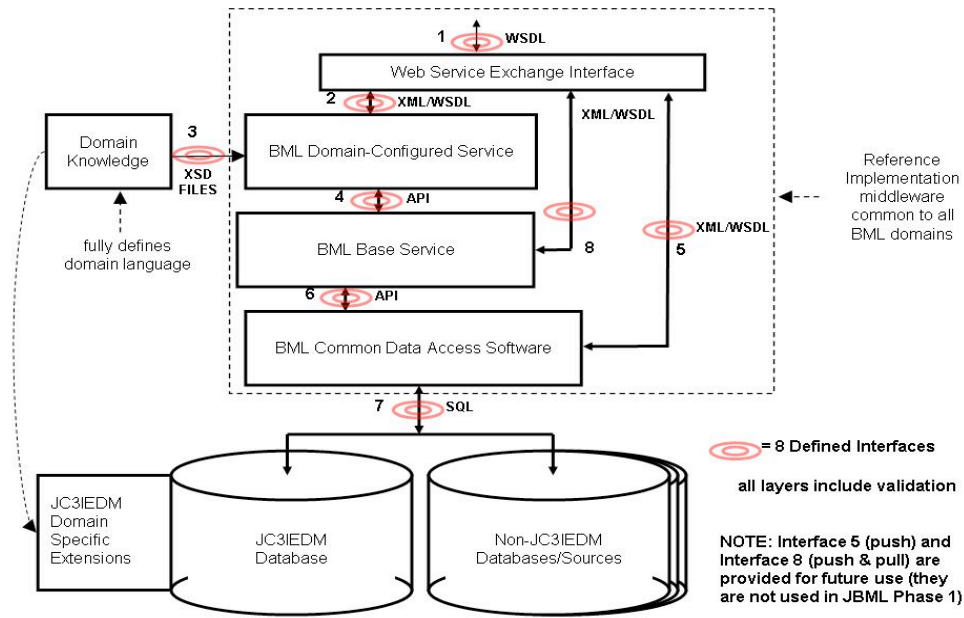 1
WSDL
Web Service Exchange Interface
2
XML/WSDL
XML/WSDL
3
Domain
Knowledge
XSD
FILES
BML Domain-Configured Service
Reference
Implementation
middleware
common to all
BML domains
4
API
fully defines
domain language
BML Base Service
8
5
XML/WSDL
6
API
BML Common Data Access Software
7
SQL
= 8 Defined Interfaces
all layers include validation
JC3IEDM
Domain
Specific
Extensions
JC3IEDM
Database
Non-JC3IEDM
Databases/Sources
NOTE: Interface 5 (push) and
Interface 8 (push & pull) are
provided for future use (they
are not used in JBML Phase 1)